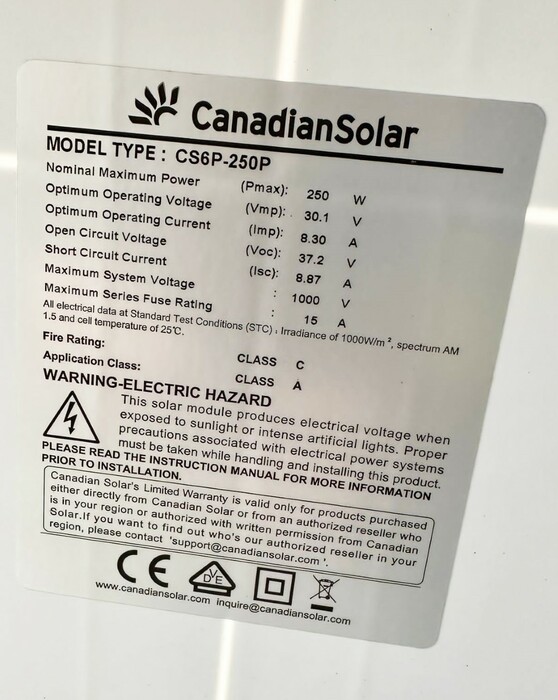 CanadianSolar
MODEL TYPE : CS6P-250P
Nominal Maximum Power (Pmax): 250 W
Optimum Operating Voltage (Vmp): 30.1 V
Optimum Operating Current (Imp): 8.30 A
Open Circuit Voltage (Voc): 37.2 V
Short Circuit Current (Isc): 8.87 A
Maximum System Voltage : 1000 V
Maximum Series Fuse Rating : 15 A
All electrical data at Standard Test Conditions (STC) , Irradiance of 1000W/m², spectrum AM
1.5 and cell temperature of 25℃.
Fire Rating: CLASS C
Application Class: CLASS A
WARNING-ELECTRIC HAZARD
This solar module produces electrical voltage when
exposed to sunlight or intense artificial lights. Proper
precautions associated with electrical power systems
must be taken while handling and installing this product.
PLEASE READ THE INSTRUCTION MANUAL FOR MORE INFORMATION
PRIOR TO INSTALLATION.
Canadian Solar's Limited Warranty is valid only for products purchased
either directly from Canadian Solar or from an authorized reseller who
is in your region or authorized with written permission from Canadian
Solar.If you want to find out who's our authorized reseller in your
region, please contact 'support@canadiansolar.com '.
CE VDE
www.canadiansolar.com inquire@canadiansolar.com